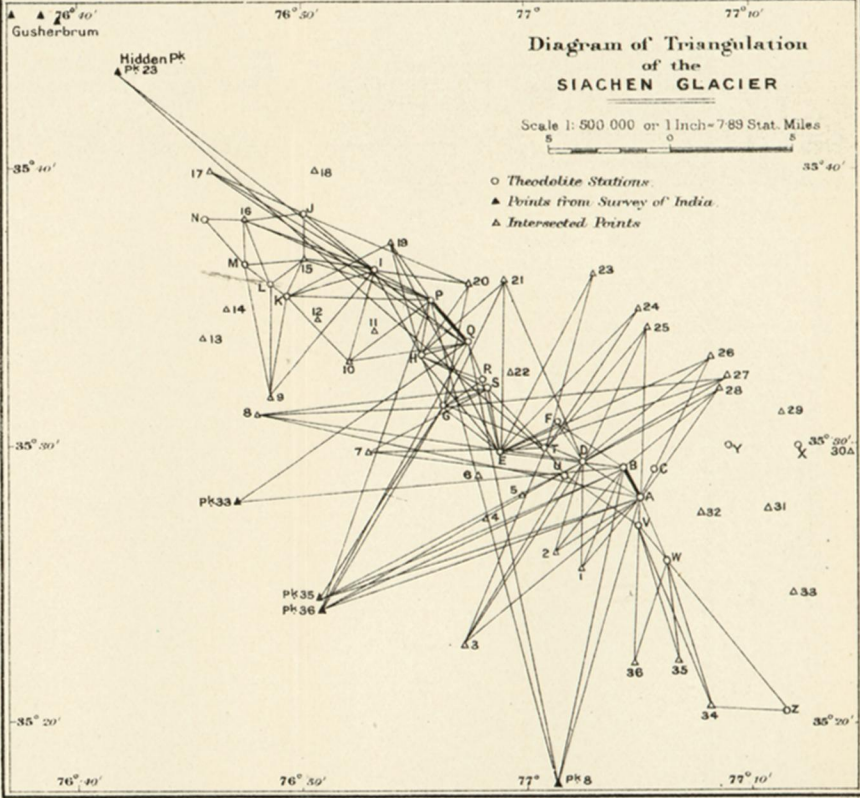 76° 40′ 76° 50′ 77° 77° 10′
Gusherbrum
Diagram of Triangulation
of the
SIACHEN GLACIER
Hidden Pk
Pk 23
Scale 1: 500 000 or 1 Inch = 7·89 Stat. Miles
5 0 5
35° 40′ 35° 40′
17 18
Theodolite Stations.
Points from Survey of India.
Intersected Points
N 16 J
19
M 15 I
L K P 20 21 23
14 12 24
13 11 Q 25
10 H 26
R 22 27
S 28
9
8 G F 29
35° 30′ 35° 30′
Y X 30
7 E T D
6 U B C
Pk 33 5 A
4 V 32 31
2 W
1
Pk 35 33
Pk 36
3
36 35
34 Z
35° 20′ 35° 20′
76° 40′ 76° 50′ 77° Pk 8 77° 10′